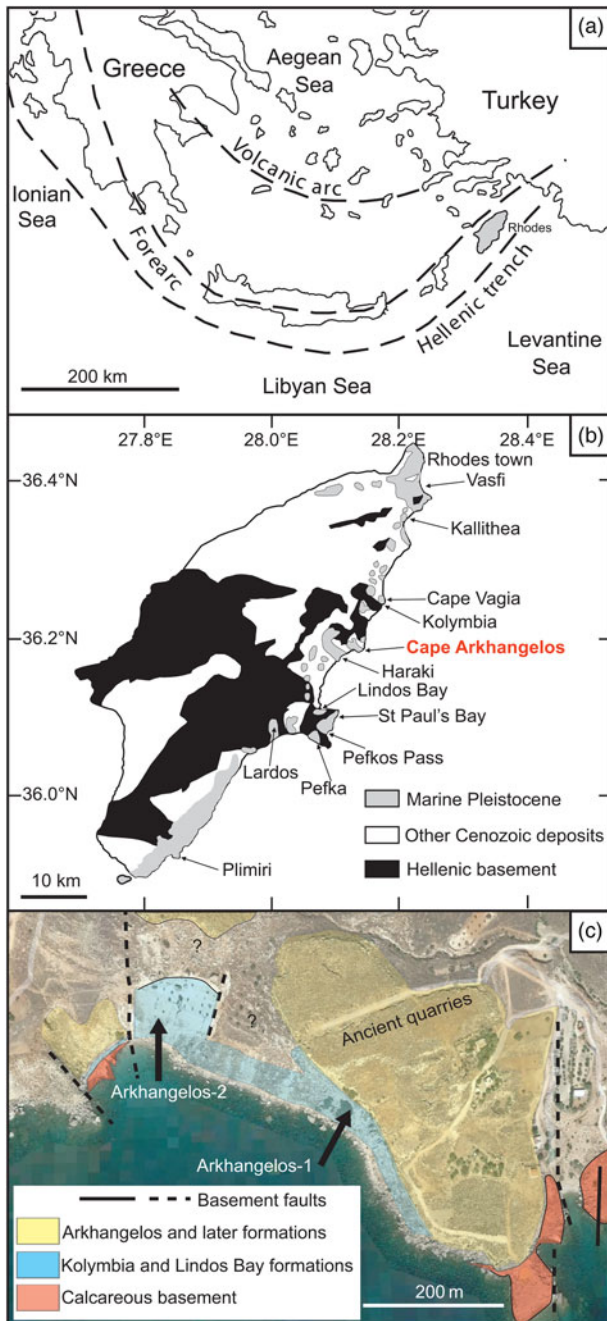 (a)
Greece
Aegean
Sea
Turkey
Volcanic arc
Ionian
Sea
Forearc
Rhodes
Hellenic trench
Levantine
Sea
200 km
Libyan Sea
27.8°E
28.0°E
28.2°E
28.4°E
(b)
36.4°N
Rhodes town
Vasfi
Kallithea
Cape Vagia
Kolymbia
36.2°N
Cape Arkhangelos
Haraki
Lindos Bay
St Paul's Bay
Pefkos Pass
Lardos
Pefka
36.0°N
Marine Pleistocene
Other Cenozoic deposits
Hellenic basement
10 km
Plimiri
(c)
?
?
Ancient quarries
Arkhangelos-2
Arkhangelos-1
Basement faults
Arkhangelos and later formations
Kolymbia and Lindos Bay formations
Calcareous basement
200 m